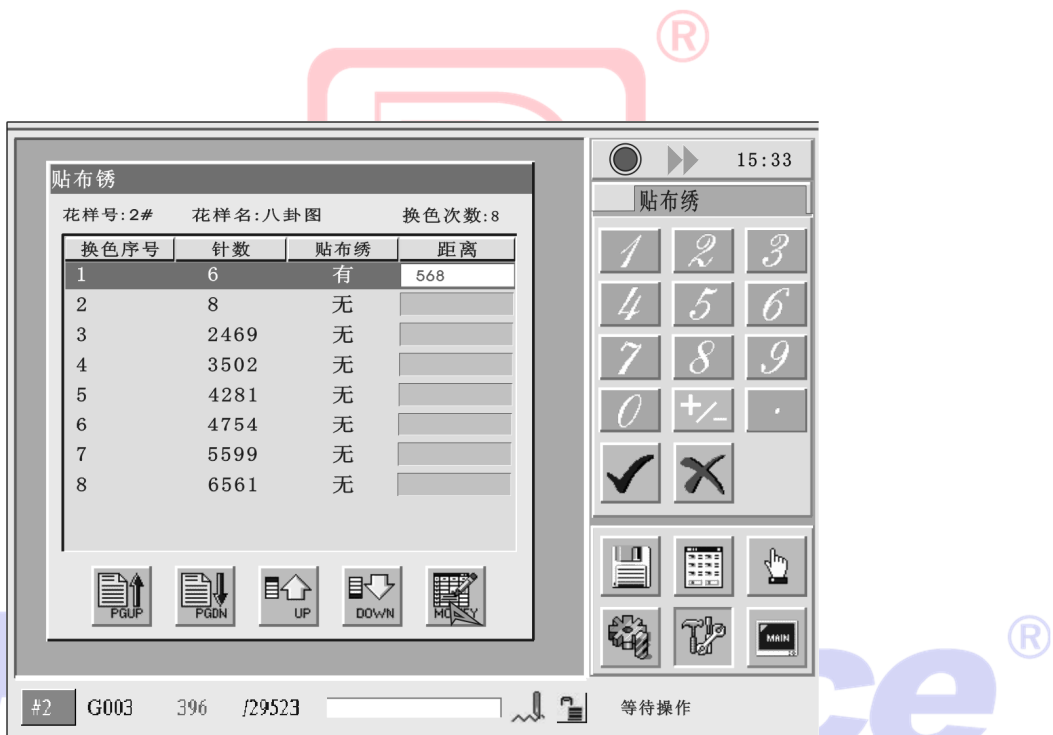 ®
15:33
贴布锈
贴布绣
花样号:2# 花样名:八卦图 换色次数:8
换色序号 针数 贴布绣 距离
1 6 有 568
2 8 无
3 2469 无
4 3502 无
5 4281 无
6 4754 无
7 5599 无
8 6561 无
1 2 3
4 5 6
7 8 9
0 +/- .
PGUP PGDN UP DOWN
MAIN
®
ce
#2 G003 396 /29523 等待操作